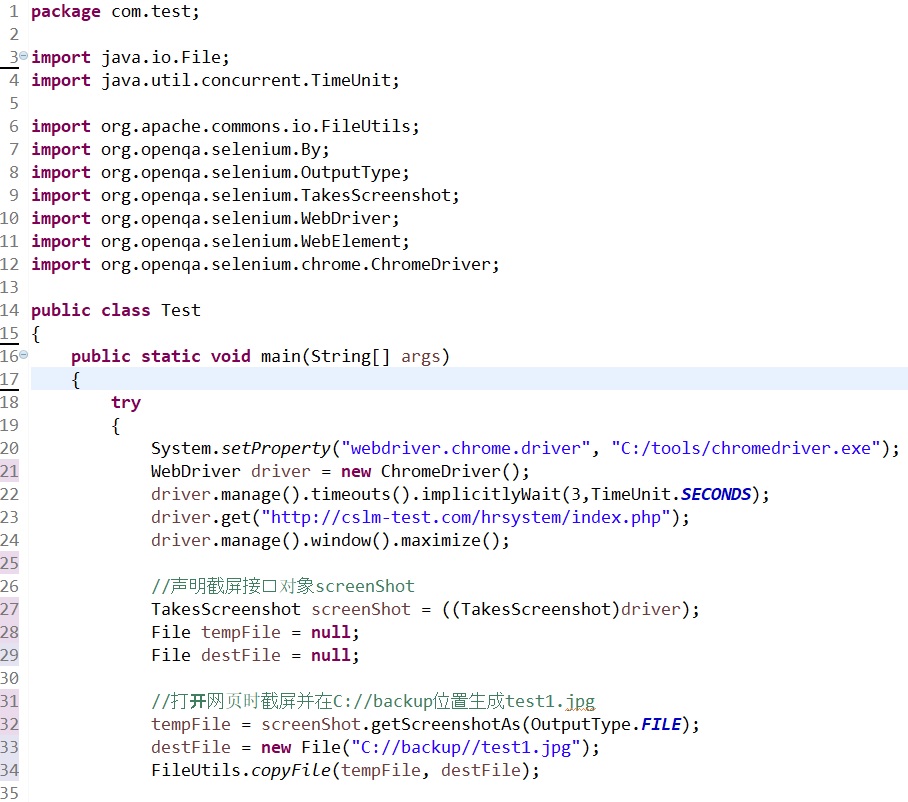 1 package com.test;
2
3 import java.io.File;
4 import java.util.concurrent.TimeUnit;
5
6 import org.apache.commons.io.FileUtils;
7 import org.openqa.selenium.By;
8 import org.openqa.selenium.OutputType;
9 import org.openqa.selenium.TakesScreenshot;
10 import org.openqa.selenium.WebDriver;
11 import org.openqa.selenium.WebElement;
12 import org.openqa.selenium.chrome.ChromeDriver;
13
14 public class Test
15 {
16     public static void main(String[] args)
17     {
18         try
19         {
20             System.setProperty("webdriver.chrome.driver", "C:/tools/chromedriver.exe");
21             WebDriver driver = new ChromeDriver();
22             driver.manage().timeouts().implicitlyWait(3,TimeUnit.SECONDS);
23             driver.get("http://cslm-test.com/hrsystem/index.php");
24             driver.manage().window().maximize();
25
26             //声明截屏接口对象screenShot
27             TakesScreenshot screenShot = ((TakesScreenshot)driver);
28             File tempFile = null;
29             File destFile = null;
30
31             //打开网页时截屏并在C://backup位置生成test1.jpg
32             tempFile = screenShot.getScreenshotAs(OutputType.FILE);
33             destFile = new File("C://backup//test1.jpg");
34             FileUtils.copyFile(tempFile, destFile);
35